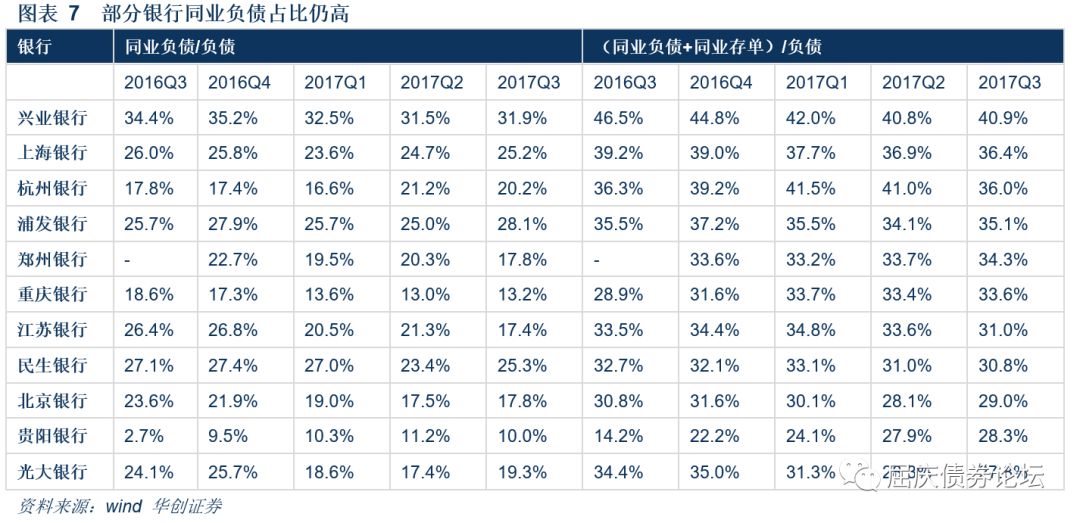 图表 7 部分银行同业负债占比仍高
银行 同业负债/负债 （同业负债+同业存单）/负债
2016Q3 2016Q4 2017Q1 2017Q2 2017Q3 2016Q3 2016Q4 2017Q1 2017Q2 2017Q3
兴业银行 34.4% 35.2% 32.5% 31.5% 31.9% 46.5% 44.8% 42.0% 40.8% 40.9%
上海银行 26.0% 25.8% 23.6% 24.7% 25.2% 39.2% 39.0% 37.7% 36.9% 36.4%
杭州银行 17.8% 17.4% 16.6% 21.2% 20.2% 36.3% 39.2% 41.5% 41.0% 36.0%
浦发银行 25.7% 27.9% 25.7% 25.0% 28.1% 35.5% 37.2% 35.5% 34.1% 35.1%
郑州银行 - 22.7% 19.5% 20.3% 17.8% - 33.6% 33.2% 33.7% 34.3%
重庆银行 18.6% 17.3% 13.6% 13.0% 13.2% 28.9% 31.6% 33.7% 33.4% 33.6%
江苏银行 26.4% 26.8% 20.5% 21.3% 17.4% 33.5% 34.4% 34.8% 33.6% 31.0%
民生银行 27.1% 27.4% 27.0% 23.4% 25.3% 32.7% 32.1% 33.1% 31.0% 30.8%
北京银行 23.6% 21.9% 19.0% 17.5% 17.8% 30.8% 31.6% 30.1% 28.1% 29.0%
贵阳银行 2.7% 9.5% 10.3% 11.2% 10.0% 14.2% 22.2% 24.1% 27.9% 28.3%
光大银行 24.1% 25.7% 18.6% 17.4% 19.3% 34.4% 35.0% 31.3%
屈庆债券论坛
资料来源：wind 华创证券